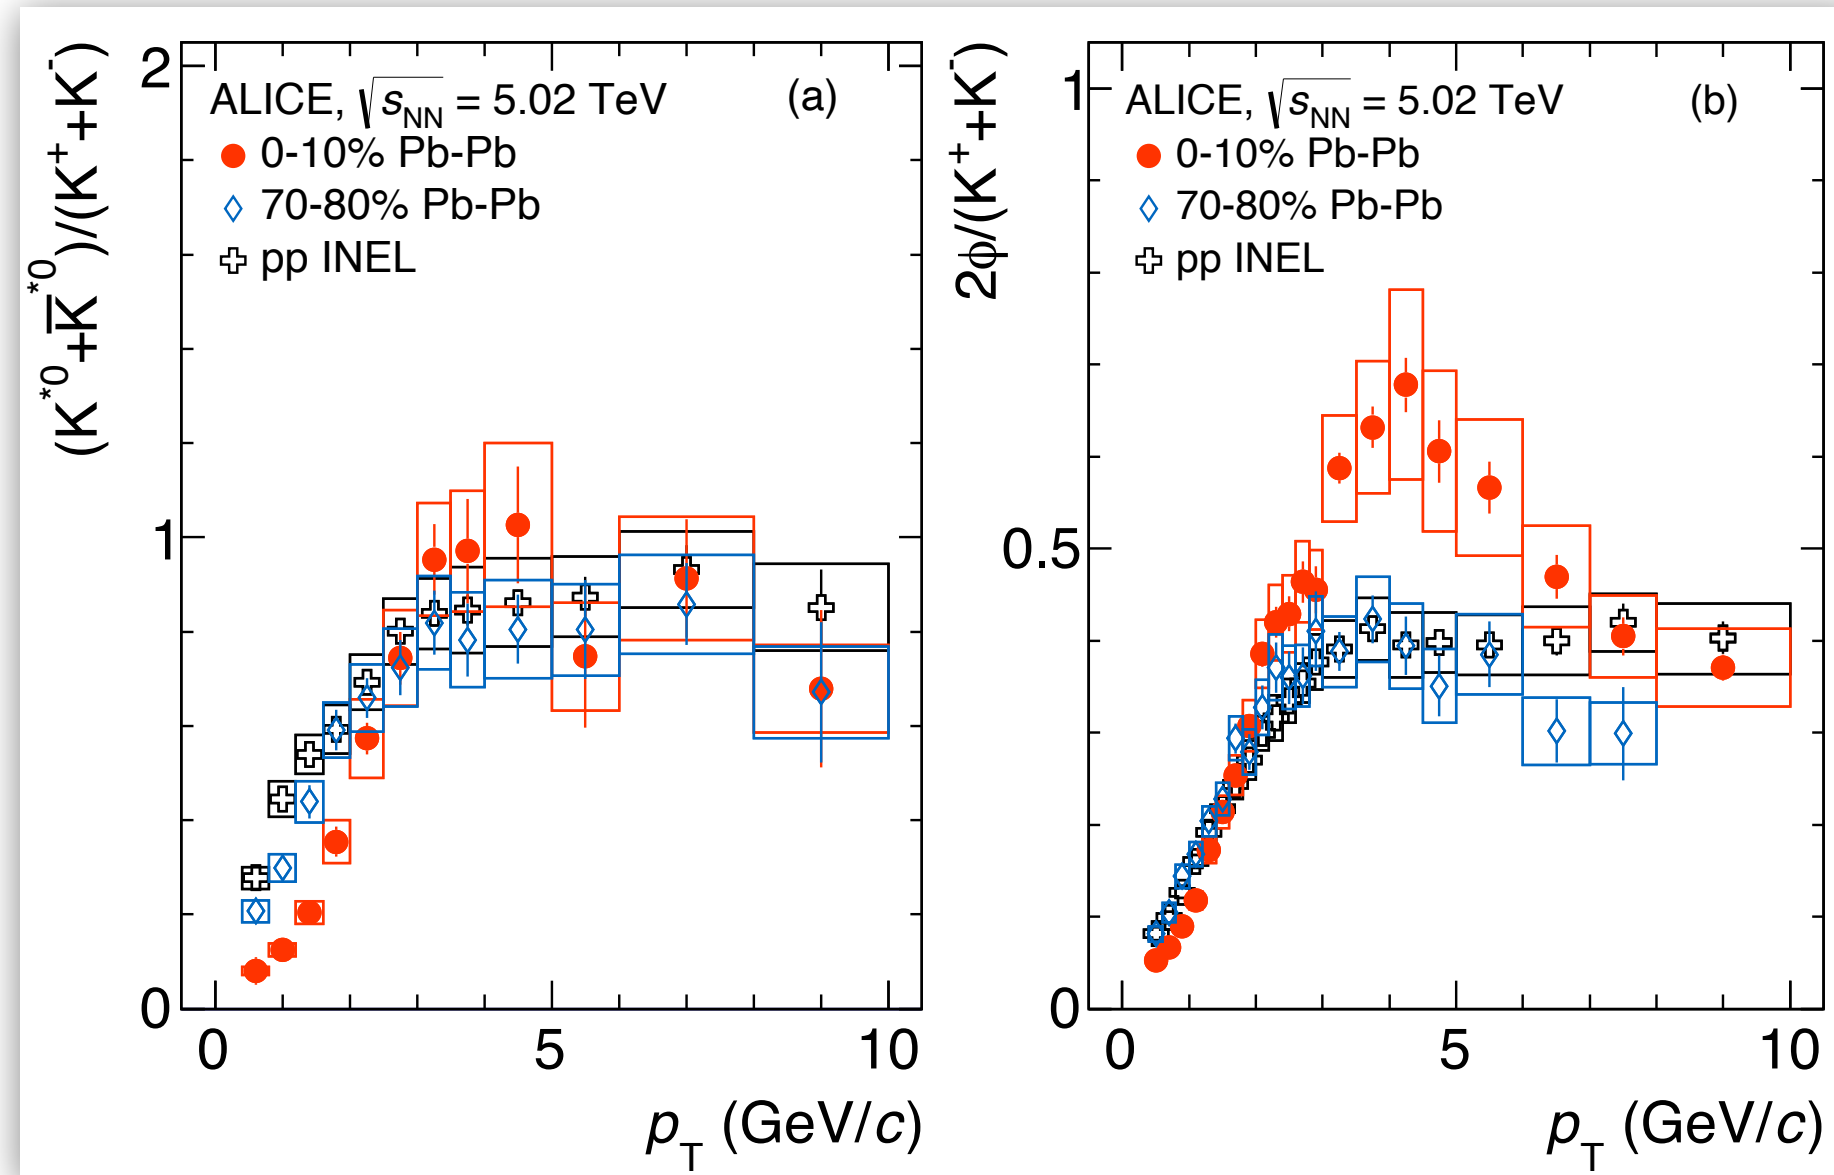 (K*0+K̅*0)/(K++K-)
2
1
0
ALICE, √sNN = 5.02 TeV
(a)
0-10% Pb-Pb
70-80% Pb-Pb
pp INEL
0 5 10
pT (GeV/c)
2ϕ/(K++K-)
1
0.5
0
ALICE, √sNN = 5.02 TeV
(b)
0-10% Pb-Pb
70-80% Pb-Pb
pp INEL
0 5 10
pT (GeV/c)